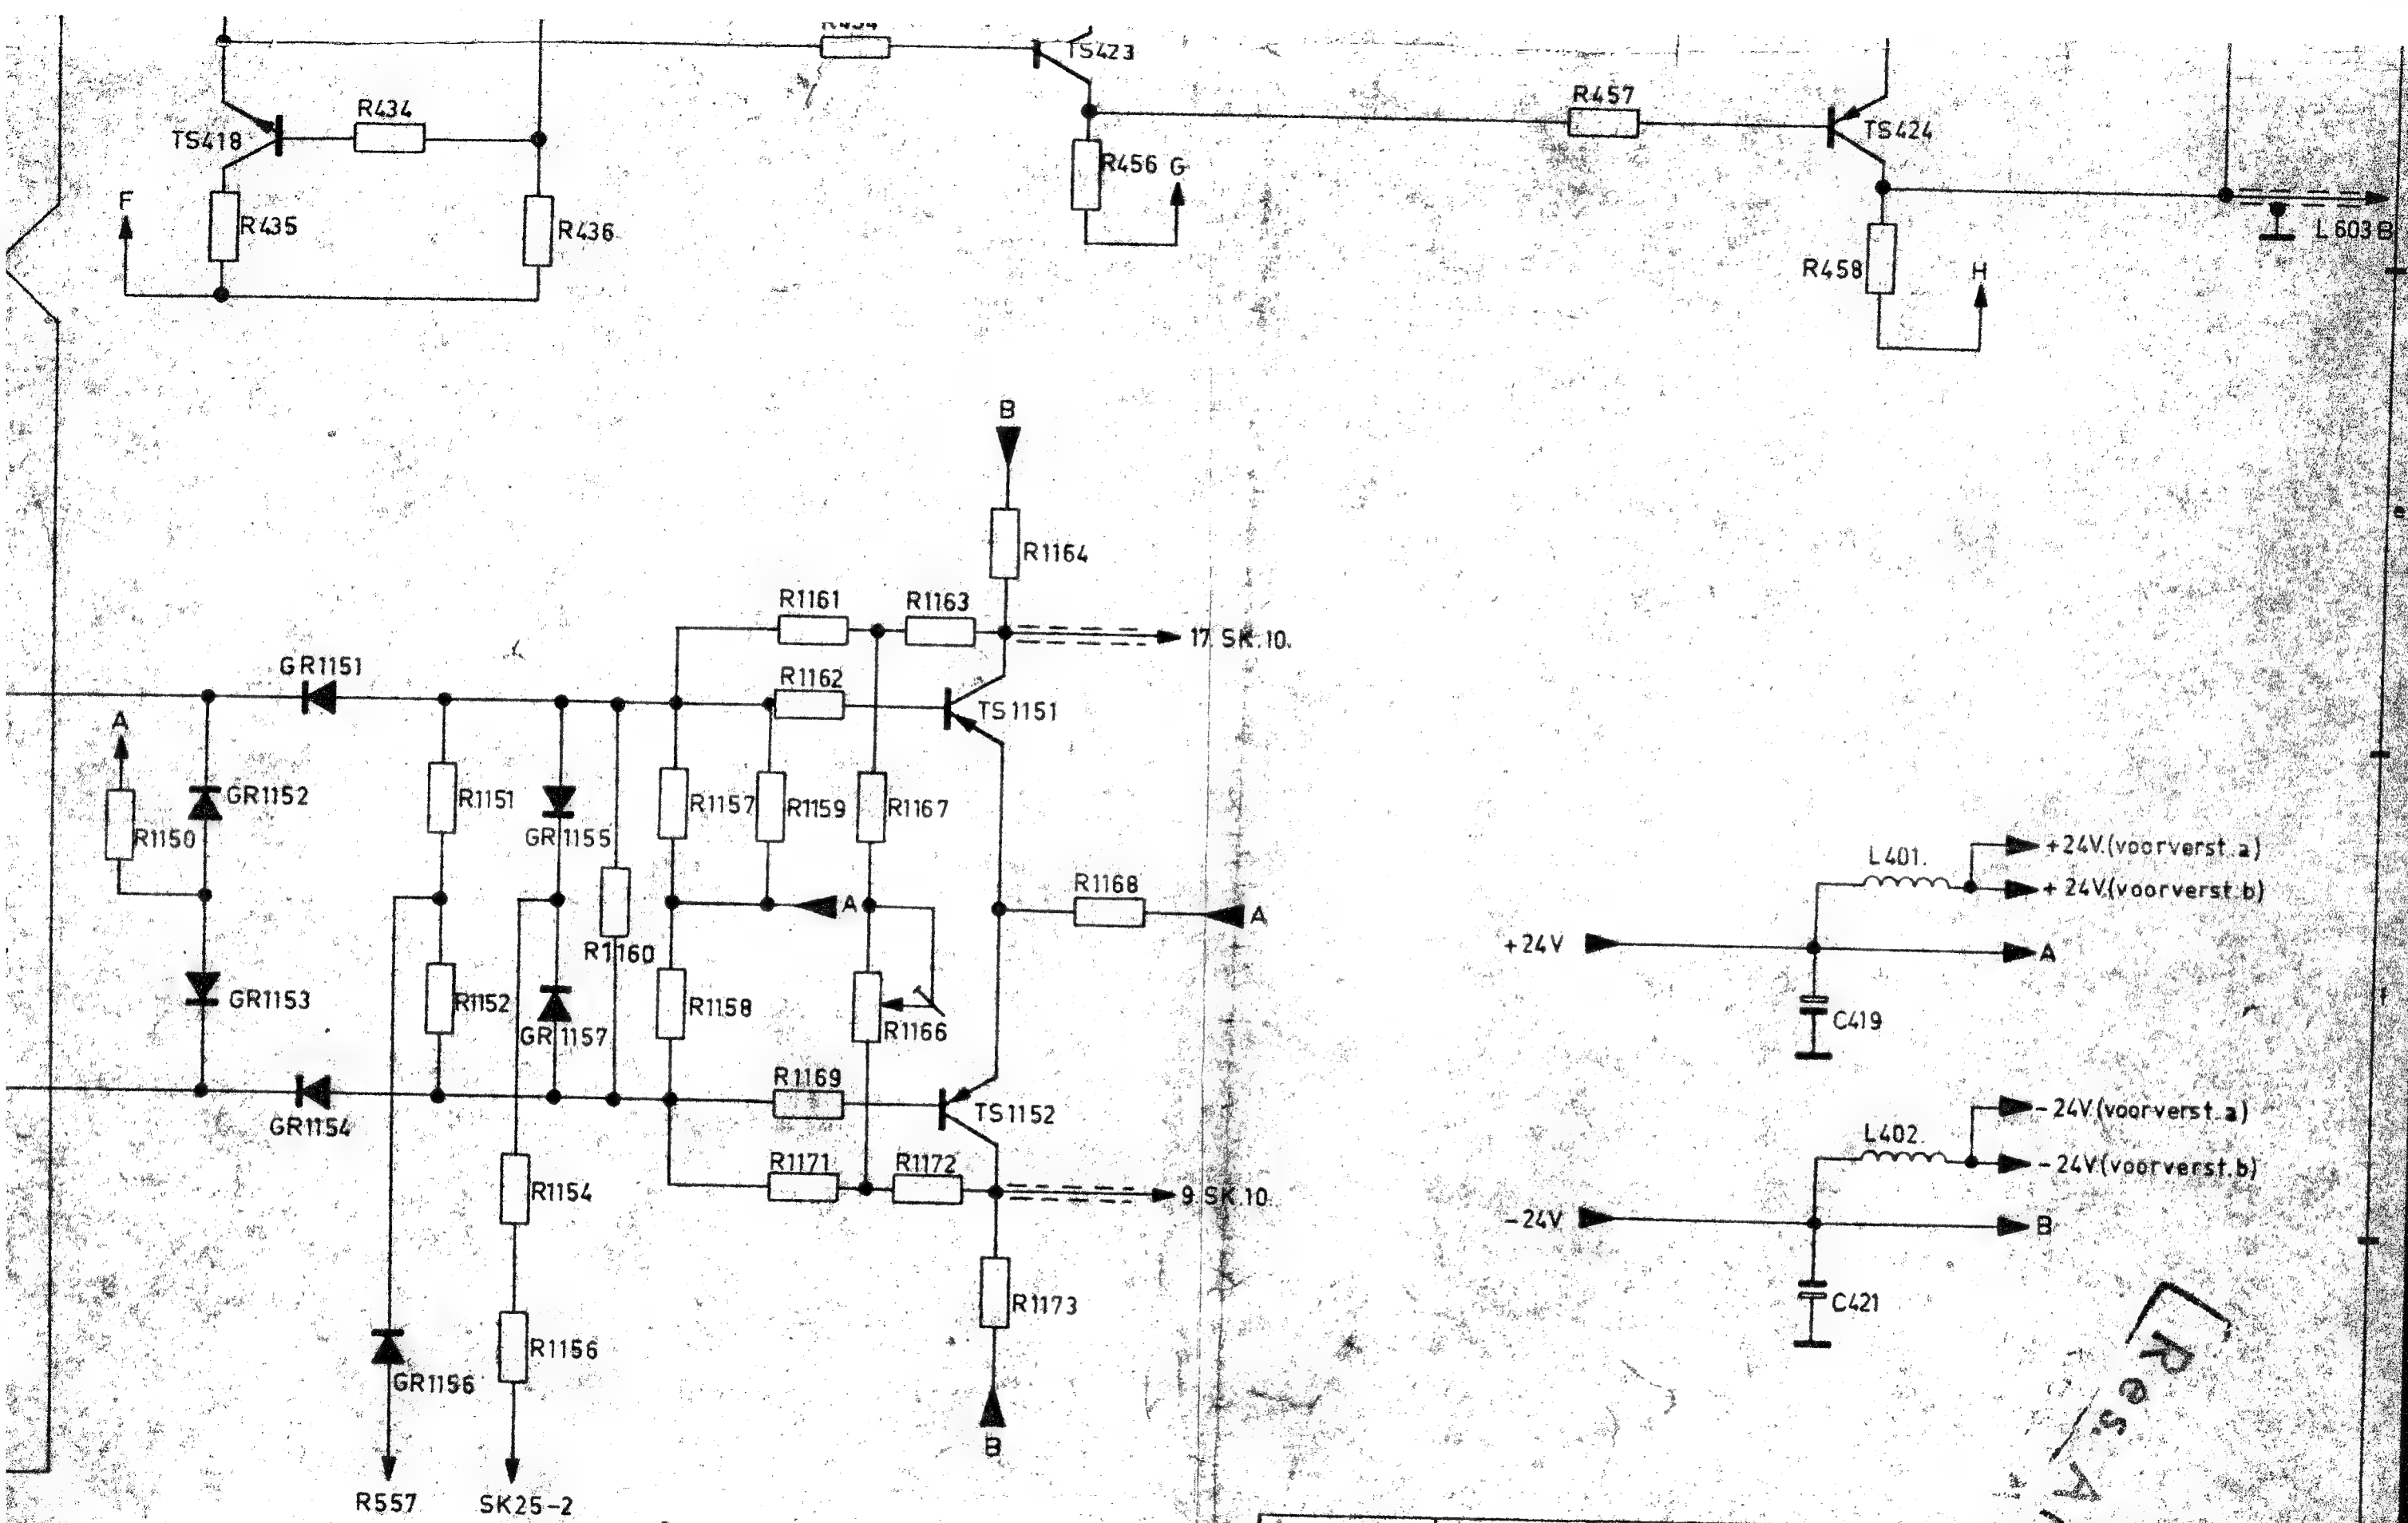 TS423
R457
R434
TS418
TS424
R456 G
F
R435
R436
L603B
R458
H
B
R1164
R1161
R1163
17.SK.10.
GR1151
R1162
TS1151
A
GR1152
R1151
R1157
R1159
R1167
R1150
GR1155
+24V.(voorverst.a)
L401.
R1168
+24V.(voorverst.b)
A
A
R1160
+24V
A
GR1153
R1152
R1158
R1166
C419
GR1157
R1169
TS1152
-24V.(voorverst.a)
GR1154
L402.
R1171
R1172
-24V.(voorverst.b)
R1154
9.SK.10
-24V
B
R1173
C421
R1156
GR1156
B
R557
SK25-2
Res.